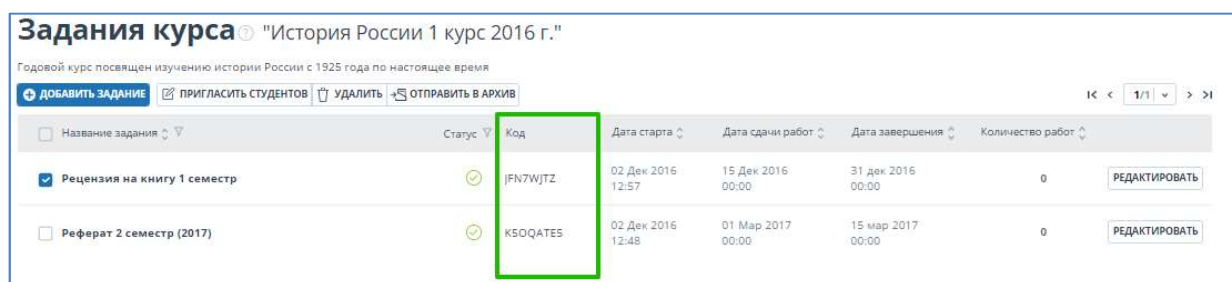 Задания курса ? "История России 1 курс 2016 г."
Годовой курс посвящен изучению истории России с 1925 года по настоящее время
ДОБАВИТЬ ЗАДАНИЕ ПРИГЛАСИТЬ СТУДЕНТОВ УДАЛИТЬ ОТПРАВИТЬ В АРХИВ 1/1
Название задания Статус Код Дата старта Дата сдачи работ Дата завершения Количество работ
Рецензия на книгу 1 семестр JFN7WJTZ 02 Дек 2016 15 Дек 2016 31 дек 2016 0 РЕДАКТИРОВАТЬ
12:57 00:00 00:00
Реферат 2 семестр (2017) K5OQATE5 02 Дек 2016 01 Мар 2017 15 мар 2017 0 РЕДАКТИРОВАТЬ
12:48 00:00 00:00